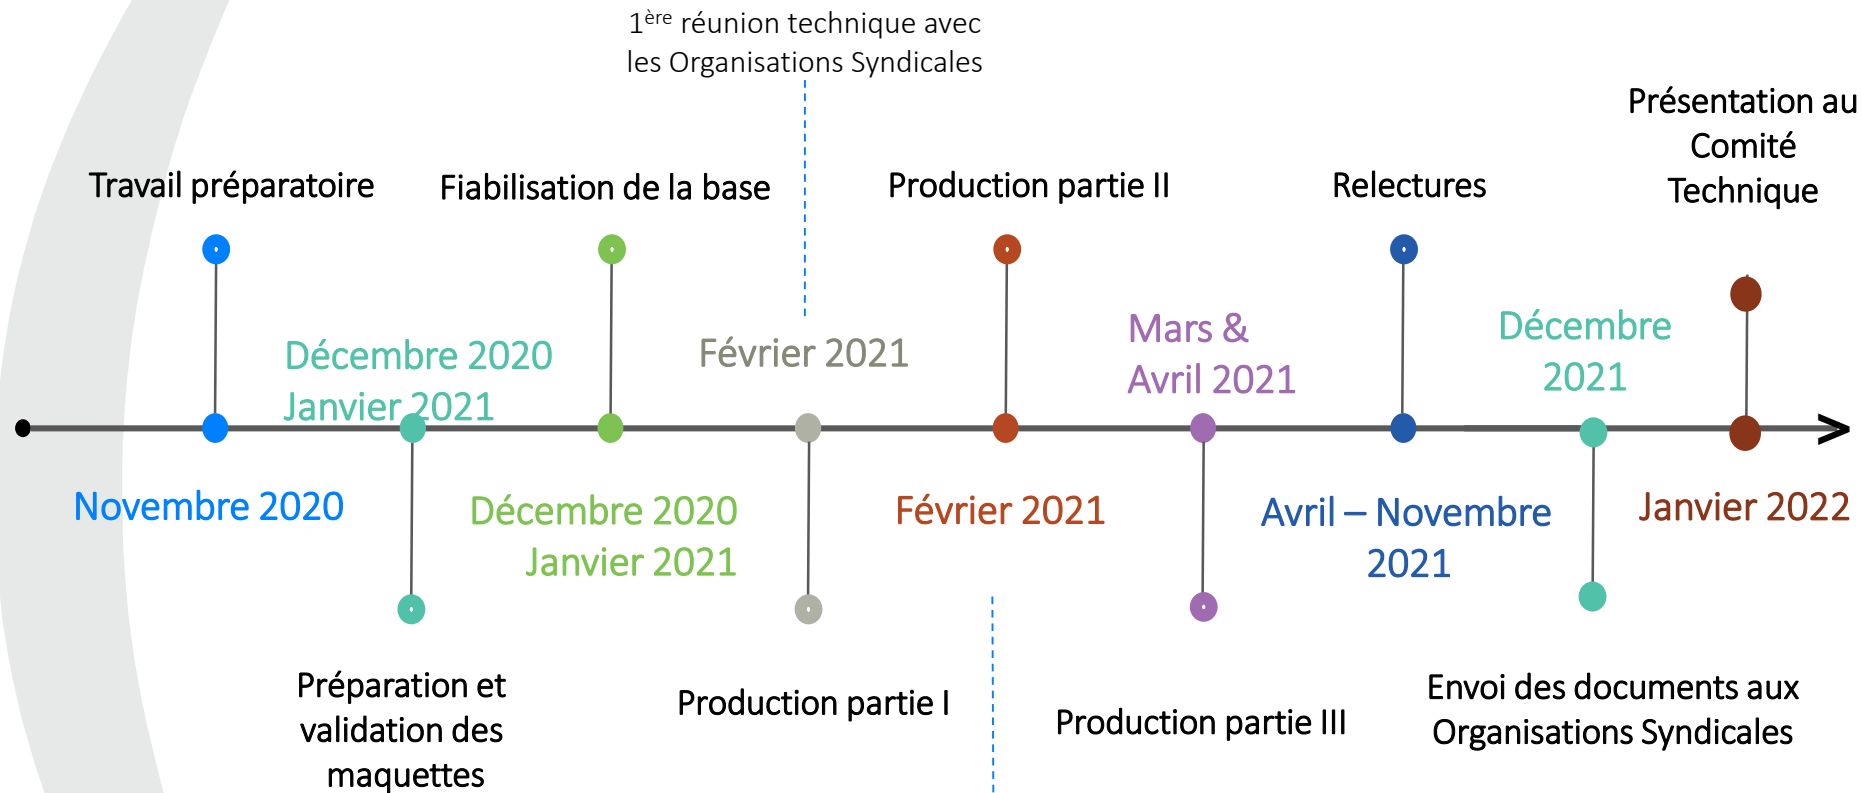 1ère réunion technique avec
les Organisations Syndicales
Présentation au
Comité
Technique
Travail préparatoire
Fiabilisation de la base
Production partie II
Relectures
Décembre 2020
Janvier 2021
Février 2021
Mars &
Avril 2021
Décembre
2021
Novembre 2020
Décembre 2020
Janvier 2021
Février 2021
Avril – Novembre
2021
Janvier 2022
Préparation et
validation des
maquettes
Production partie I
Production partie III
Envoi des documents aux
Organisations Syndicales